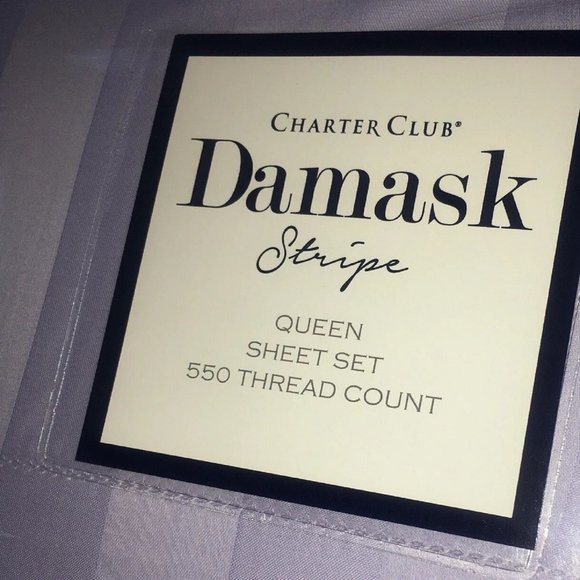 CHARTER CLUB®
Damask
Stripe
QUEEN
SHEET SET
550 THREAD COUNT